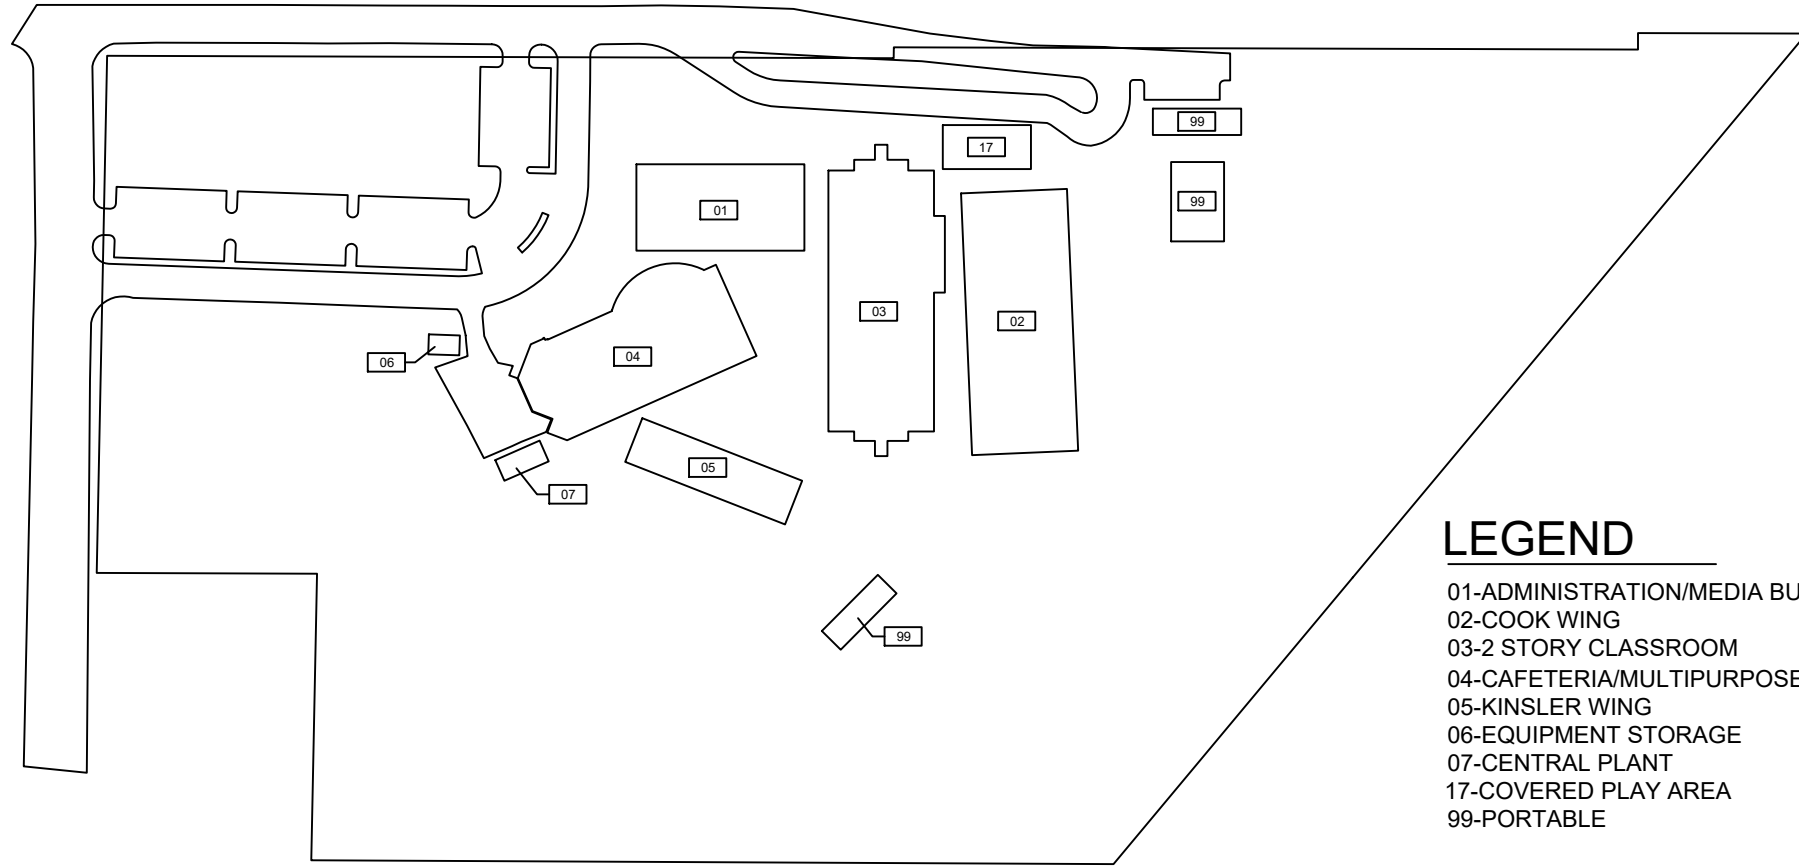 99
17
99
01
03
02
04
06
05
07
99
LEGEND
01-ADMINISTRATION/MEDIA BU
02-COOK WING
03-2 STORY CLASSROOM
04-CAFETERIA/MULTIPURPOSE
05-KINSLER WING
06-EQUIPMENT STORAGE
07-CENTRAL PLANT
17-COVERED PLAY AREA
99-PORTABLE